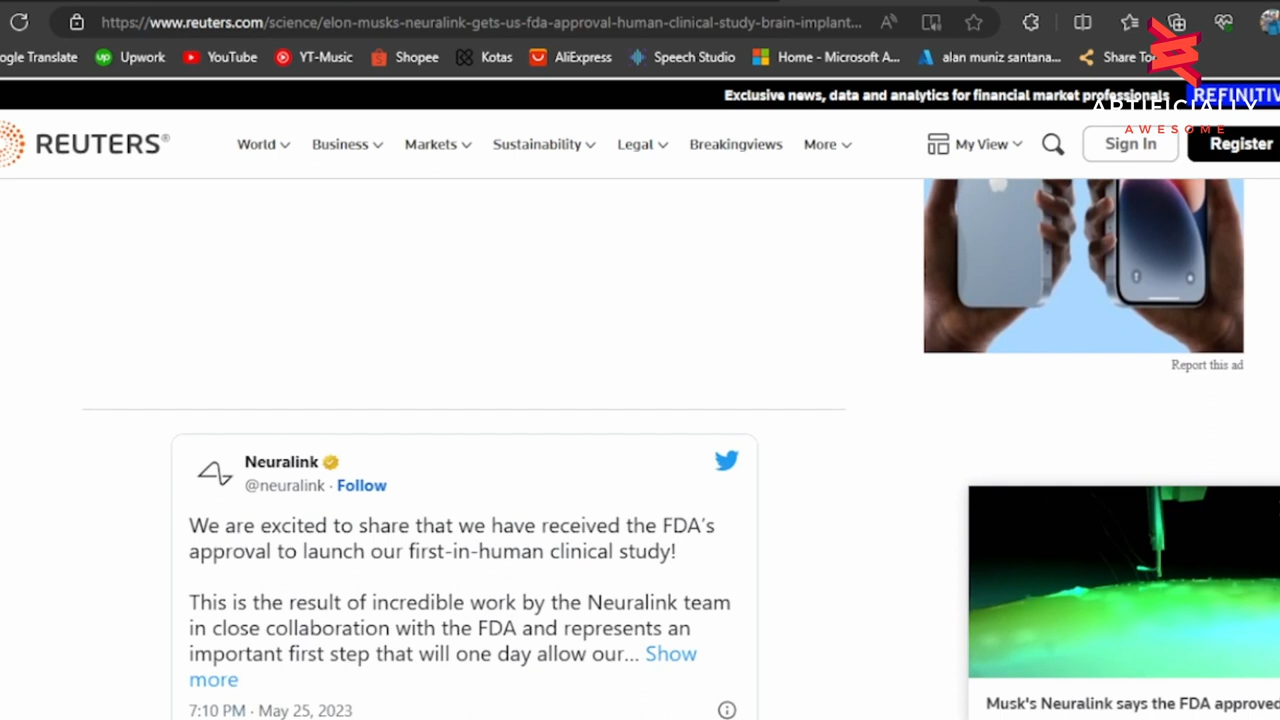 https://www.reuters.com/science/elon-musks-neuralink-gets-us-fda-approval-human-clinical-study-brain-implant...
ogle Translate Upwork YouTube YT-Music Shopee Kotas AliExpress Speech Studio Home - Microsoft A... alan muniz santana... Share To
Exclusive news, data and analytics for financial market professionals REFINITIV
ARTIFICIALLY
AWESOME
REUTERS® World Business Markets Sustainability Legal Breakingviews More My View Sign In Register
Report this ad
Neuralink
@neuralink · Follow
We are excited to share that we have received the FDA's
approval to launch our first-in-human clinical study!
This is the result of incredible work by the Neuralink team
in close collaboration with the FDA and represents an
important first step that will one day allow our... Show
more
7:10 PM · May 25, 2023
Musk's Neuralink says the FDA approved